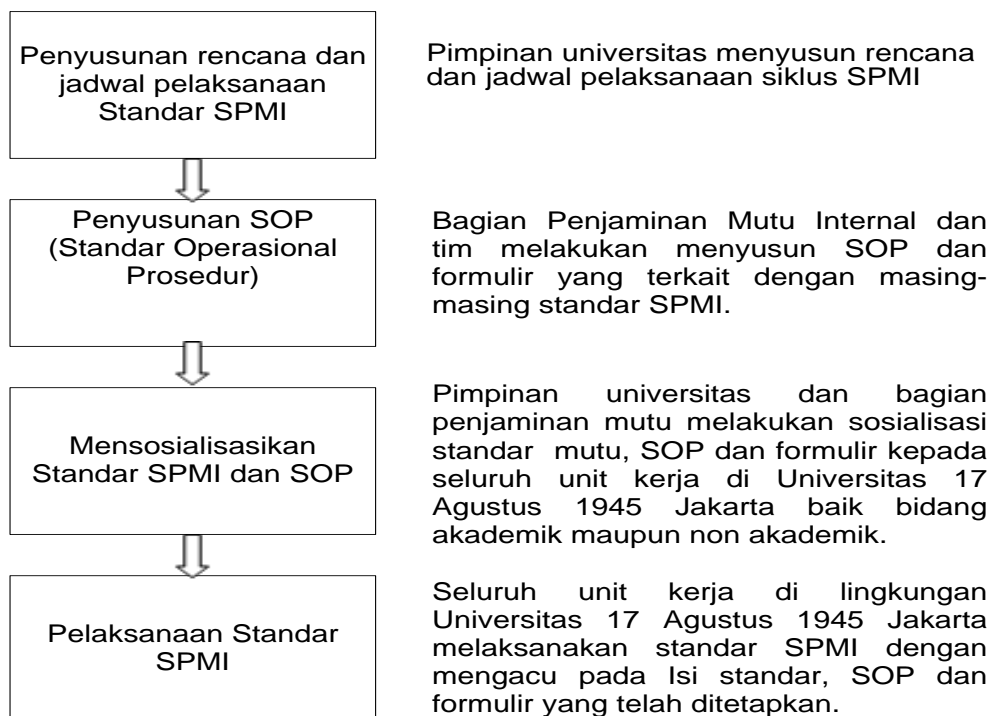 Penyusunan rencana dan
jadwal pelaksanaan
Standar SPMI
Pimpinan universitas menyusun rencana
dan jadwal pelaksanaan siklus SPMI
Penyusunan SOP
(Standar Operasional
Prosedur)
Bagian Penjaminan Mutu Internal dan
tim melakukan menyusun SOP dan
formulir yang terkait dengan masing-
masing standar SPMI.
Mensosialisasikan
Standar SPMI dan SOP
Pimpinan universitas dan bagian
penjaminan mutu melakukan sosialisasi
standar mutu, SOP dan formulir kepada
seluruh unit kerja di Universitas 17
Agustus 1945 Jakarta baik bidang
akademik maupun non akademik.
Pelaksanaan Standar
SPMI
Seluruh unit kerja di lingkungan
Universitas 17 Agustus 1945 Jakarta
melaksanakan standar SPMI dengan
mengacu pada Isi standar, SOP dan
formulir yang telah ditetapkan.